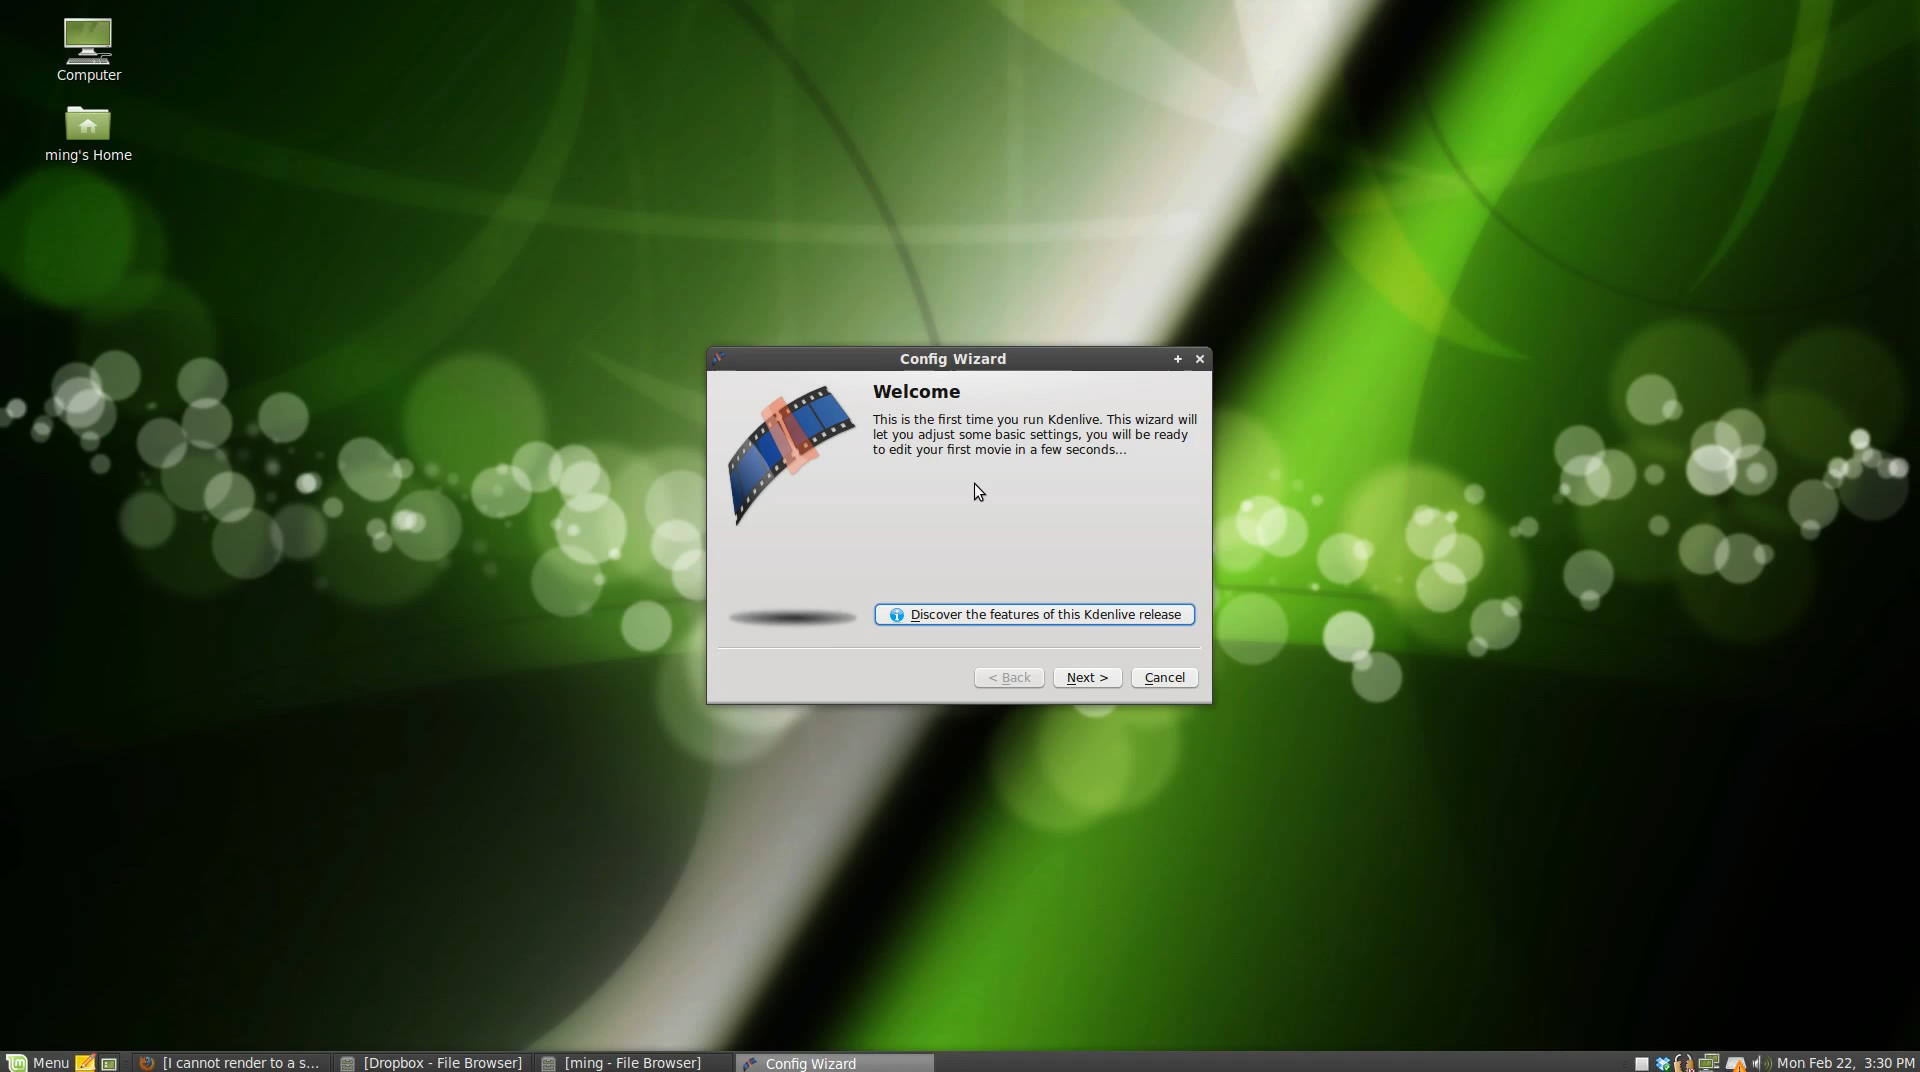 Computer
ming's Home
Config Wizard
Welcome
This is the first time you run Kdenlive. This wizard will
let you adjust some basic settings, you will be ready
to edit your first movie in a few seconds...
Discover the features of this Kdenlive release
< Back
Next >
Cancel
Menu
[I cannot render to a s...
[Dropbox - File Browser]
[ming - File Browser]
Config Wizard
Mon Feb 22, 3:30 PM